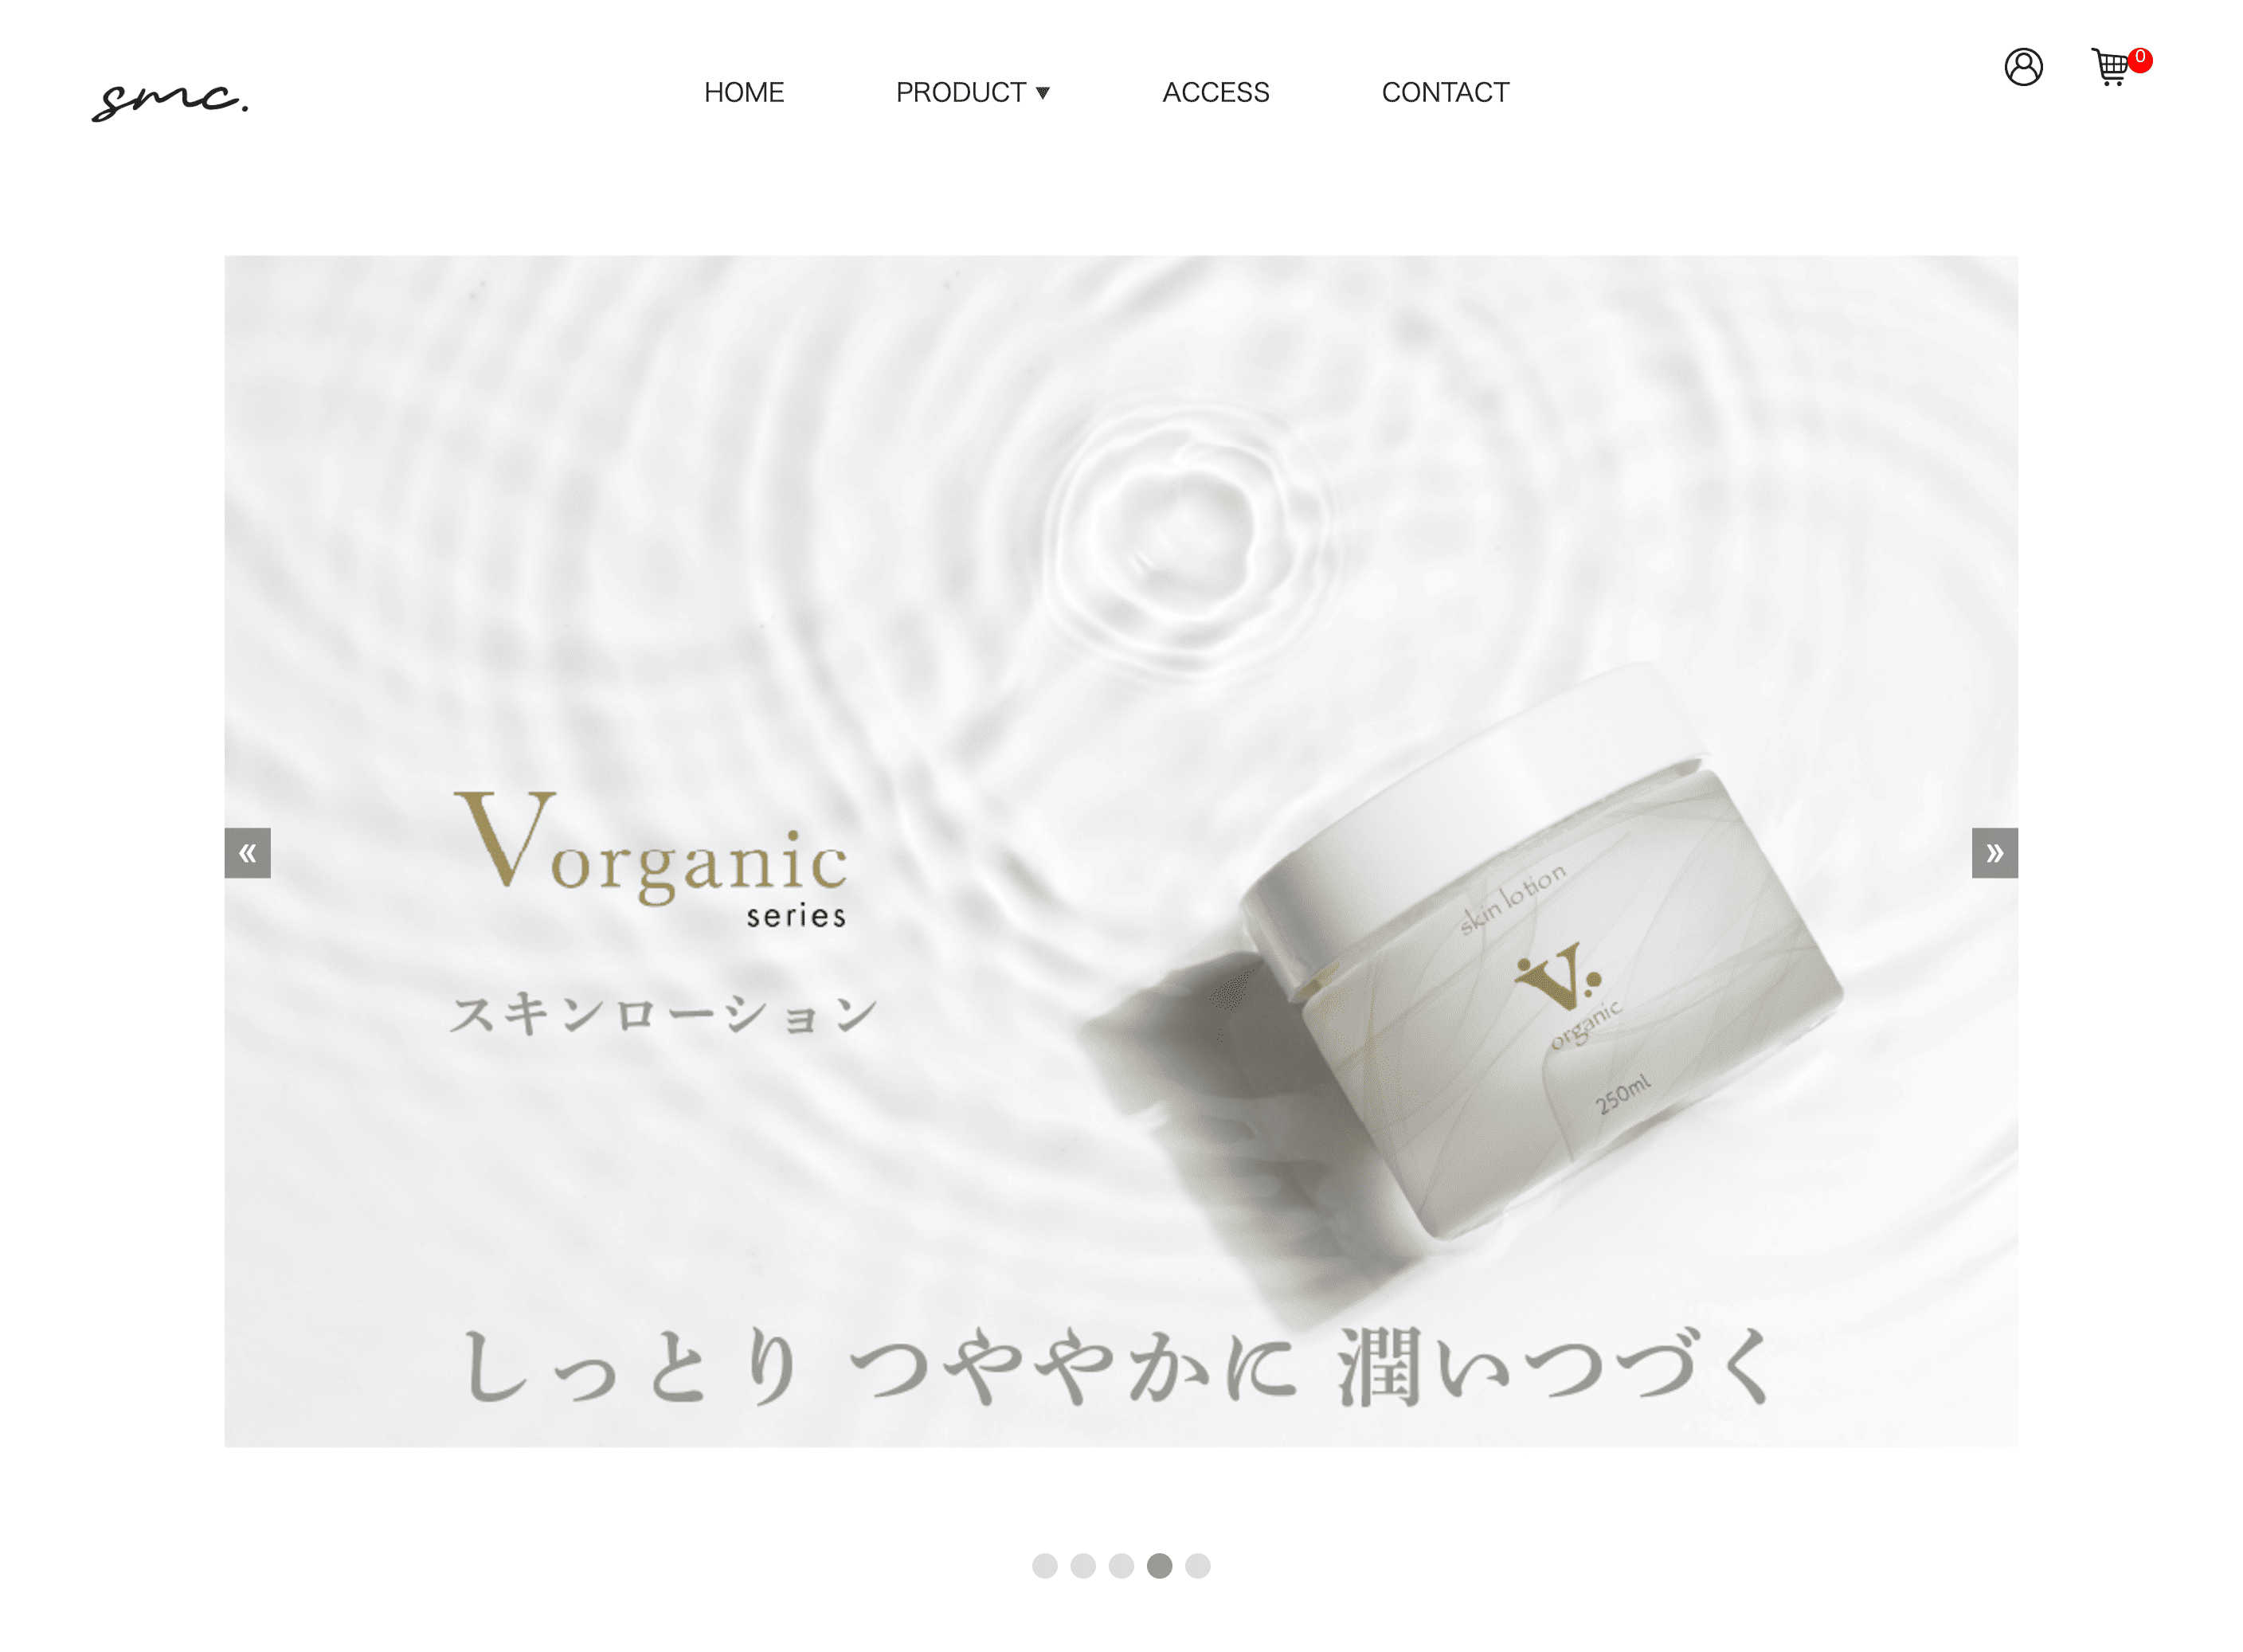 smc.
HOME
PRODUCT ▼
ACCESS
CONTACT
0
«
»
Vorganic
series
スキンローション
skin lotion
V
organic
250ml
しっとり つややかに 潤いつづく